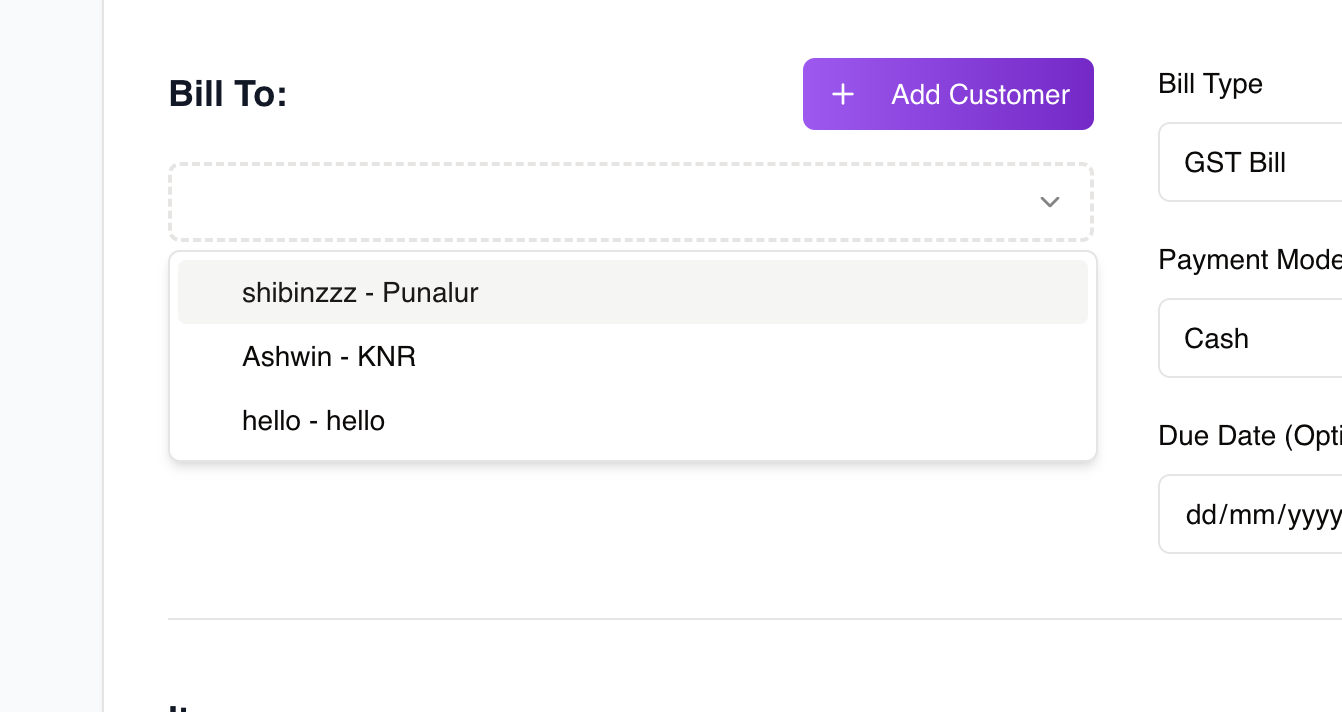 Bill To:
Add Customer
shibinzzz - Punalur
Ashwin - KNR
hello - hello
Bill Type
GST Bill
Payment Mode
Cash
Due Date (Opti
dd/mm/yyyy